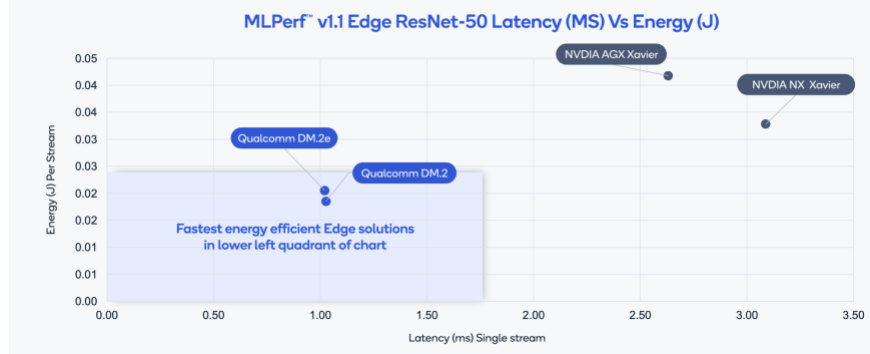 MLPerf™ v1.1 Edge ResNet-50 Latency (MS) Vs Energy (J)
NVDIA AGX Xavier
NVDIA NX Xavier
Qualcomm DM.2e
Qualcomm DM.2
Fastest energy efficient Edge solutions
in lower left quadrant of chart
Energy (J) Per Stream
0.05
0.04
0.04
0.03
0.03
0.02
0.02
0.01
0.01
0.00
0.00 0.50 1.00 1.50 2.00 2.50 3.00 3.50
Latency (ms) Single stream